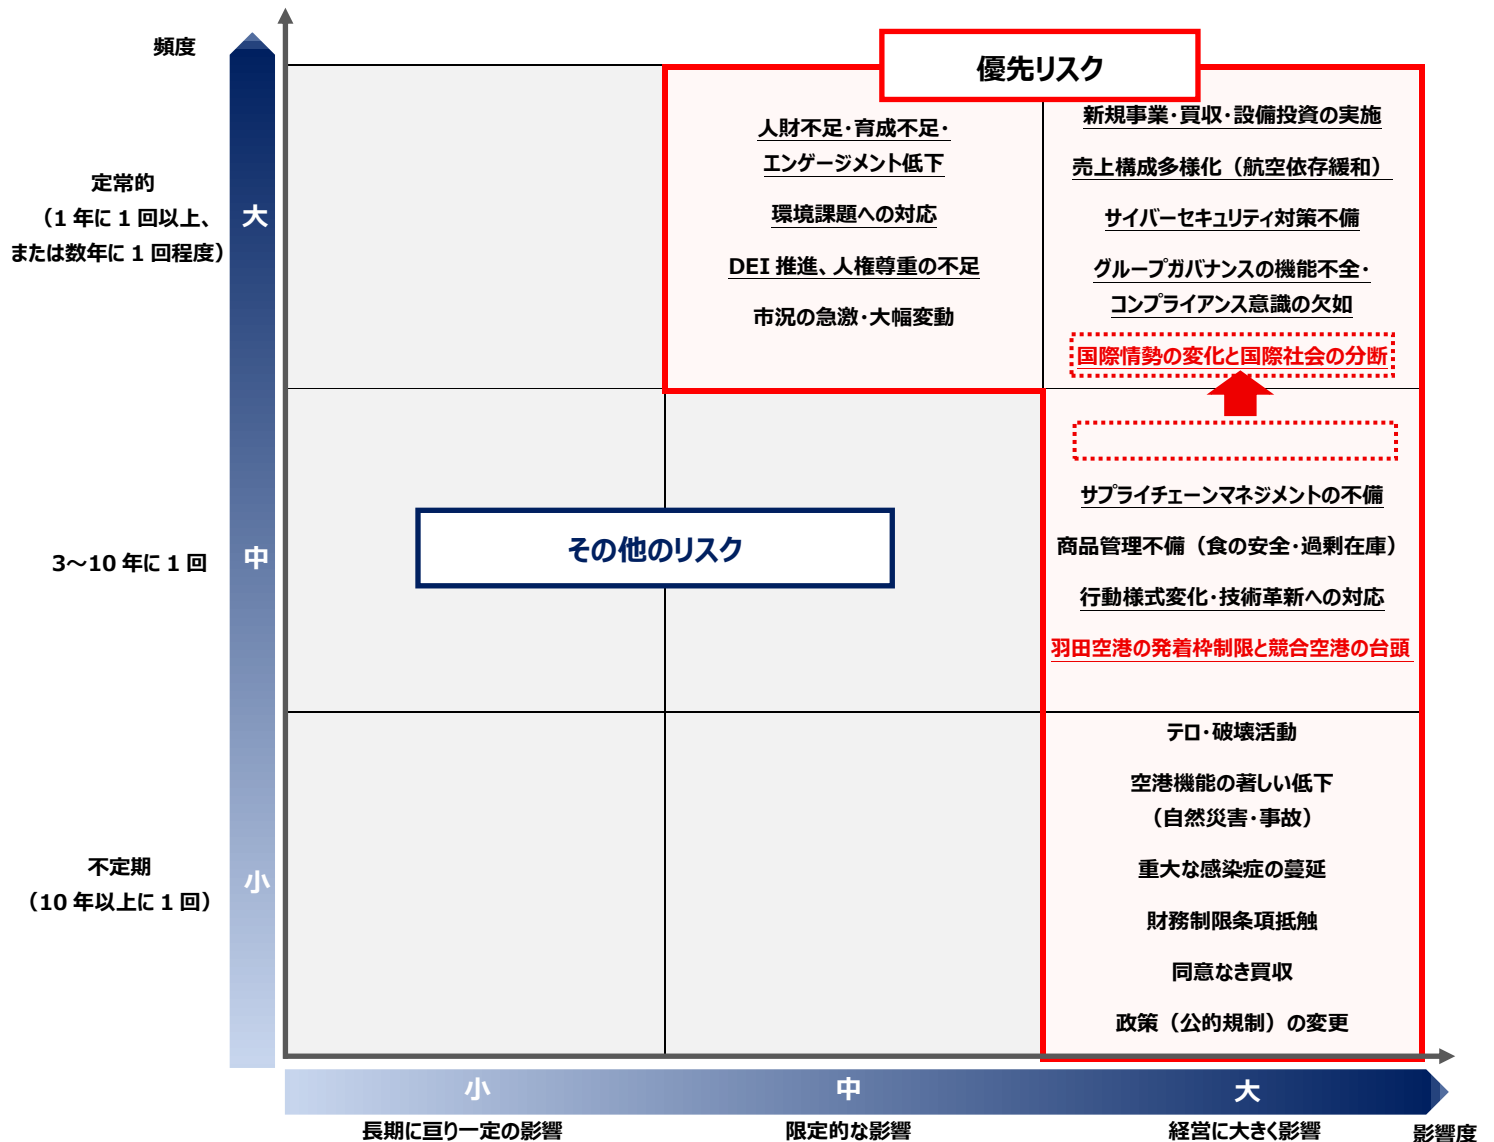 頻度
優先リスク
定常的
(1年に1回以上、
または数年に1回程度)
大
人財不足・育成不足・
エンゲージメント低下
環境課題への対応
DEI推進、人権尊重の不足
市況の急激・大幅変動
新規事業・買収・設備投資の実施
売上構成多様化(航空依存緩和)
サイバーセキュリティ対策不備
グループガバナンスの機能不全・
コンプライアンス意識の欠如
国際情勢の変化と国際社会の分断
3~10年に1回
中
その他のリスク
サプライチェーンマネジメントの不備
商品管理不備(食の安全・過剰在庫)
行動様式変化・技術革新への対応
羽田空港の発着枠制限と競合空港の台頭
不定期
(10年以上に1回)
小
テロ・破壊活動
空港機能の著しい低下
(自然災害・事故)
重大な感染症の蔓延
財務制限条項抵触
同意なき買収
政策(公的規制)の変更
小
中
大
長期に亘り一定の影響
限定的な影響
経営に大きく影響
影響度